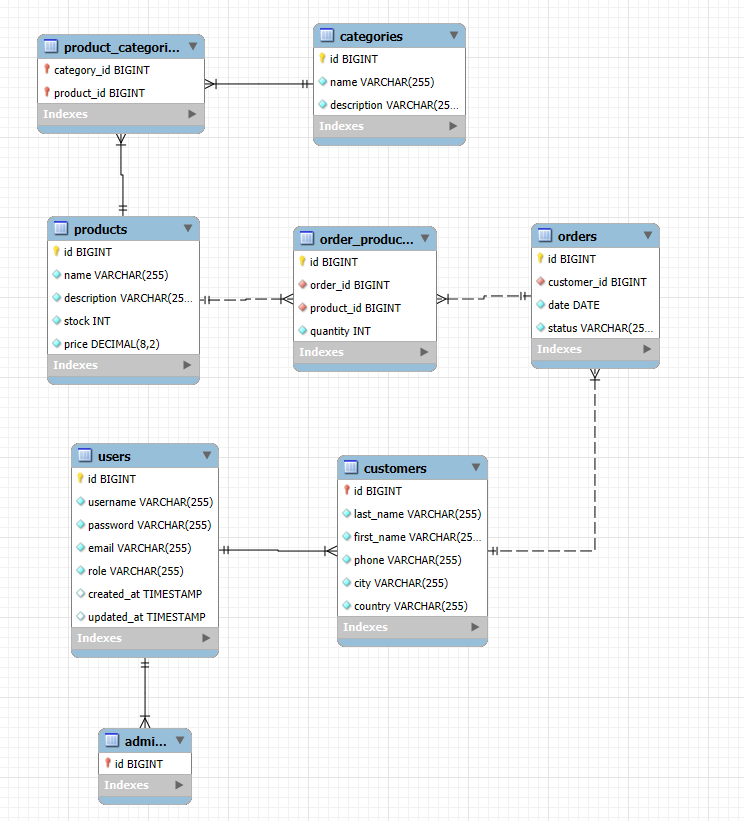 product_categori...
category_id BIGINT
product_id BIGINT
Indexes
categories
id BIGINT
name VARCHAR(255)
description VARCHAR(25...
Indexes
products
id BIGINT
name VARCHAR(255)
description VARCHAR(25...
stock INT
price DECIMAL(8,2)
Indexes
order_produc...
id BIGINT
order_id BIGINT
product_id BIGINT
quantity INT
Indexes
orders
id BIGINT
customer_id BIGINT
date DATE
status VARCHAR(25...
Indexes
users
id BIGINT
username VARCHAR(255)
password VARCHAR(255)
email VARCHAR(255)
role VARCHAR(255)
created_at TIMESTAMP
updated_at TIMESTAMP
Indexes
customers
id BIGINT
last_name VARCHAR(255)
first_name VARCHAR(25...
phone VARCHAR(255)
city VARCHAR(255)
country VARCHAR(255)
Indexes
admi...
id BIGINT
Indexes